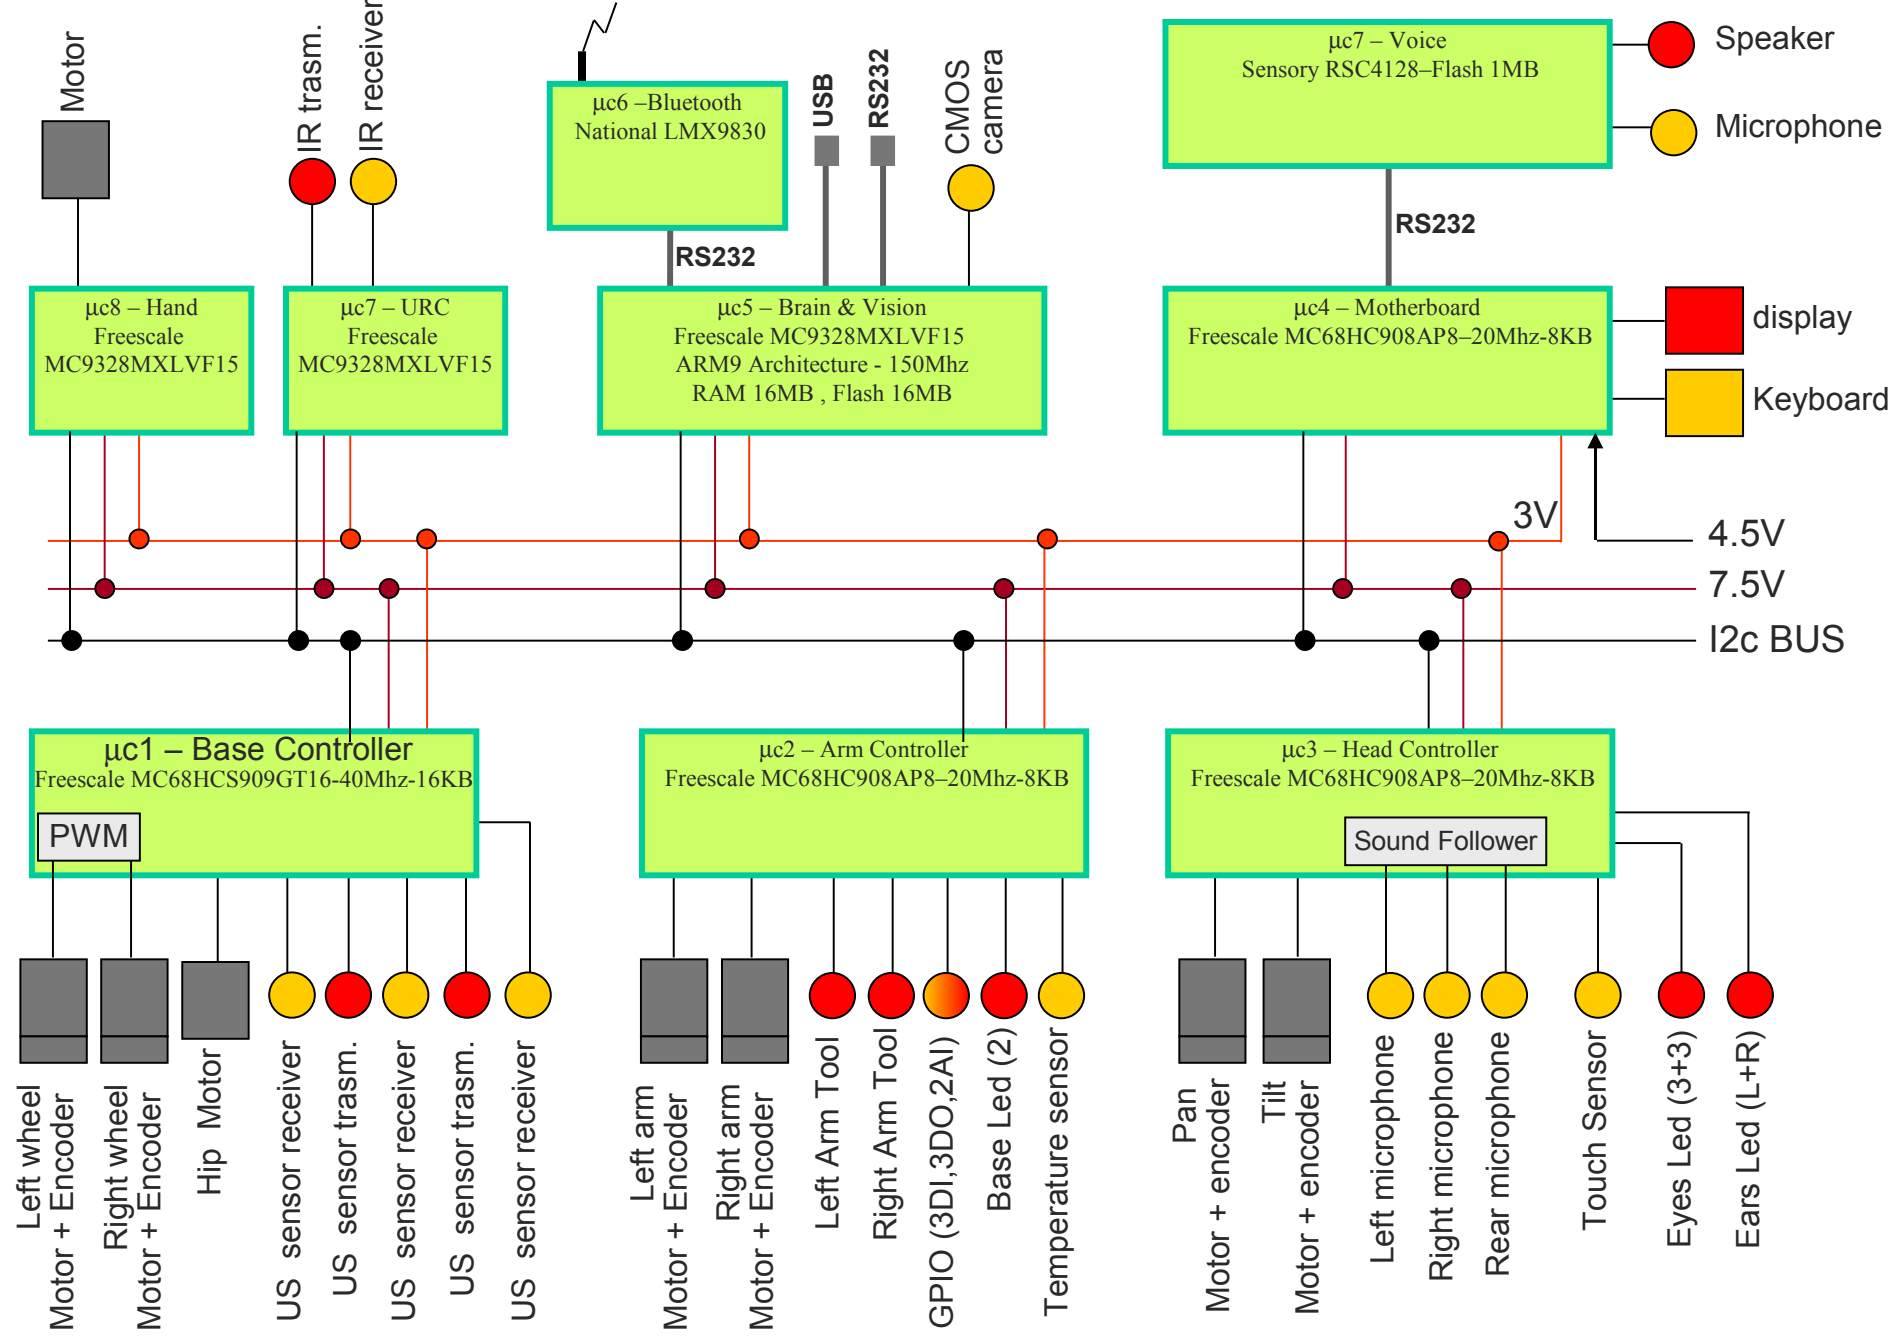 Motor
IR trasm.
IR receiver
µc6 –Bluetooth
National LMX9830
USB
RS232
CMOS
camera
µc7 – Voice
Sensory RSC4128–Flash 1MB
Speaker
Microphone
RS232
RS232
µc8 – Hand
Freescale
MC9328MXLVF15
µc7 – URC
Freescale
MC9328MXLVF15
µc5 – Brain & Vision
Freescale MC9328MXLVF15
ARM9 Architecture - 150Mhz
RAM 16MB , Flash 16MB
µc4 – Motherboard
Freescale MC68HC908AP8–20Mhz-8KB
display
Keyboard
3V
4.5V
7.5V
I2c BUS
µc1 – Base Controller
Freescale MC68HCS909GT16-40Mhz-16KB
PWM
µc2 – Arm Controller
Freescale MC68HC908AP8–20Mhz-8KB
µc3 – Head Controller
Freescale MC68HC908AP8–20Mhz-8KB
Sound Follower
Left wheel
Motor + Encoder
Right wheel
Motor + Encoder
Hip Motor
US sensor receiver
US sensor trasm.
US sensor receiver
US sensor trasm.
US sensor receiver
Left arm
Motor + Encoder
Right arm
Motor + Encoder
Left Arm Tool
Right Arm Tool
GPIO (3DI,3DO,2AI)
Base Led (2)
Temperature sensor
Pan
Motor + encoder
Tilt
Motor + encoder
Left microphone
Right microphone
Rear microphone
Touch Sensor
Eyes Led (3+3)
Ears Led (L+R)